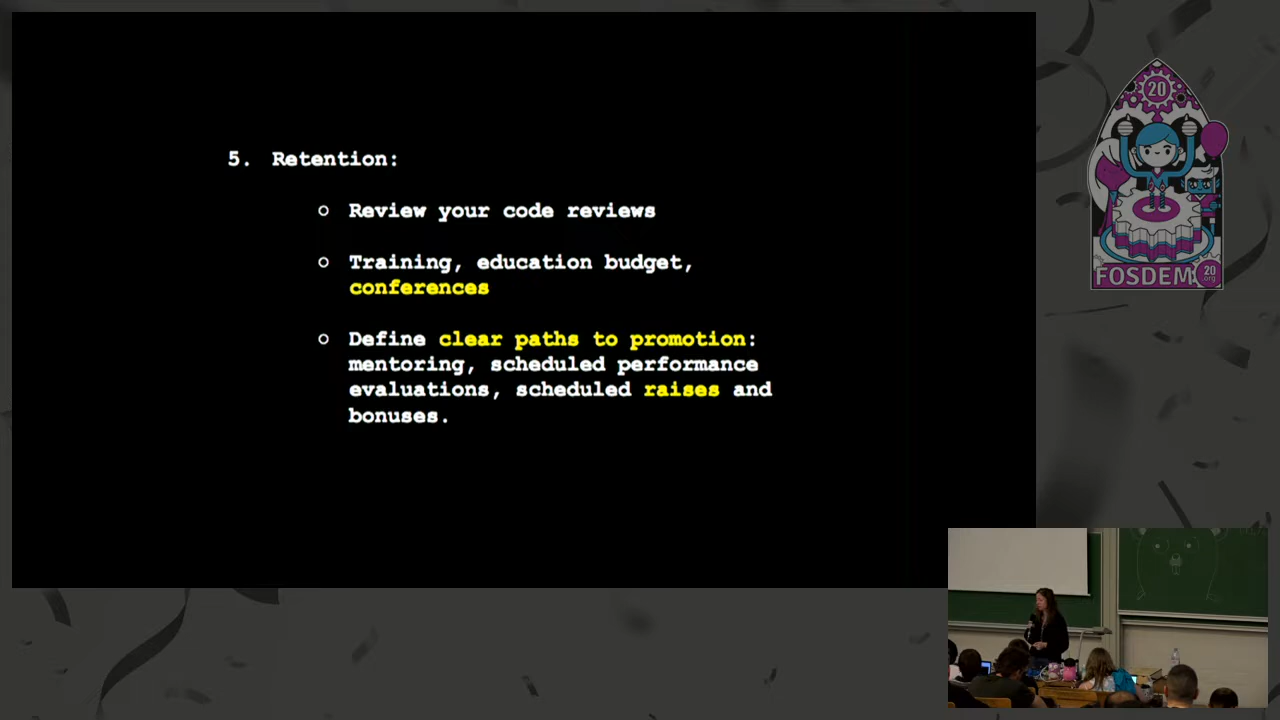 5. Retention:
○ Review your code reviews
○ Training, education budget,
conferences
○ Define clear paths to promotion:
mentoring, scheduled performance
evaluations, scheduled raises and
bonuses.
20
FOSDEM 20
.org